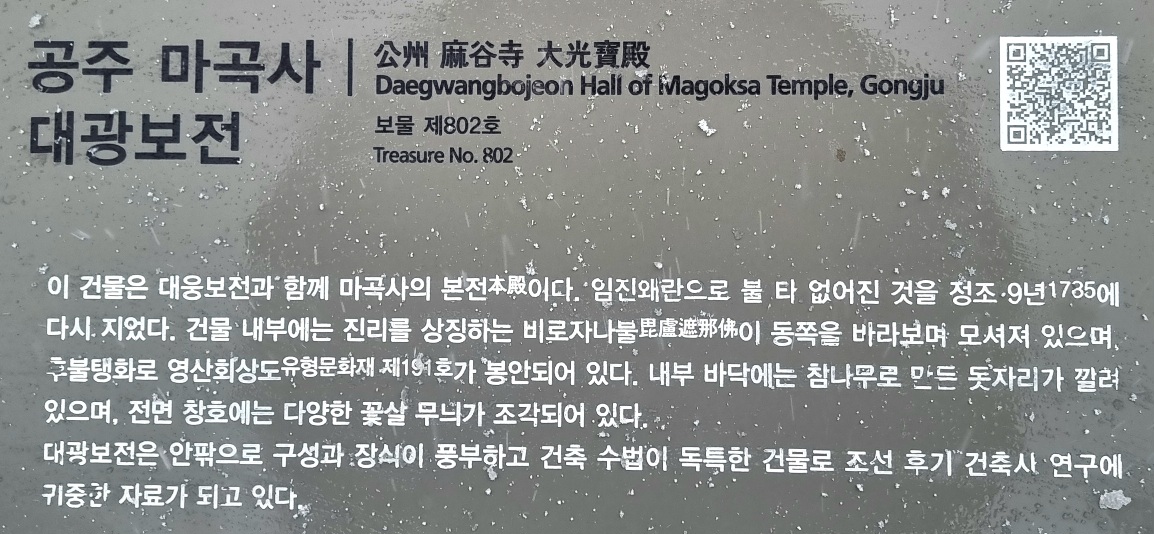 공주 마곡사
대광보전
公州 麻谷寺 大光寶殿
Daegwangbojeon Hall of Magoksa Temple, Gongju
보물 제802호
Treasure No. 802
이 건물은 대웅보전과 함께 마곡사의 본전本殿이다. 임진왜란으로 불 타 없어진 것을 정조 9년1735에
다시 지었다. 건물 내부에는 진리를 상징하는 비로자나불毘盧遮那佛이 동쪽을 바라보며 모셔져 있으며,
후불탱화로 영산회상도유형문화재 제191호가 봉안되어 있다. 내부 바닥에는 참나무로 만든 돗자리가 깔려
있으며, 전면 창호에는 다양한 꽃살 무늬가 조각되어 있다.
대광보전은 안팎으로 구성과 장식이 풍부하고 건축 수법이 독특한 건물로 조선 후기 건축사 연구에
귀중한 자료가 되고 있다.